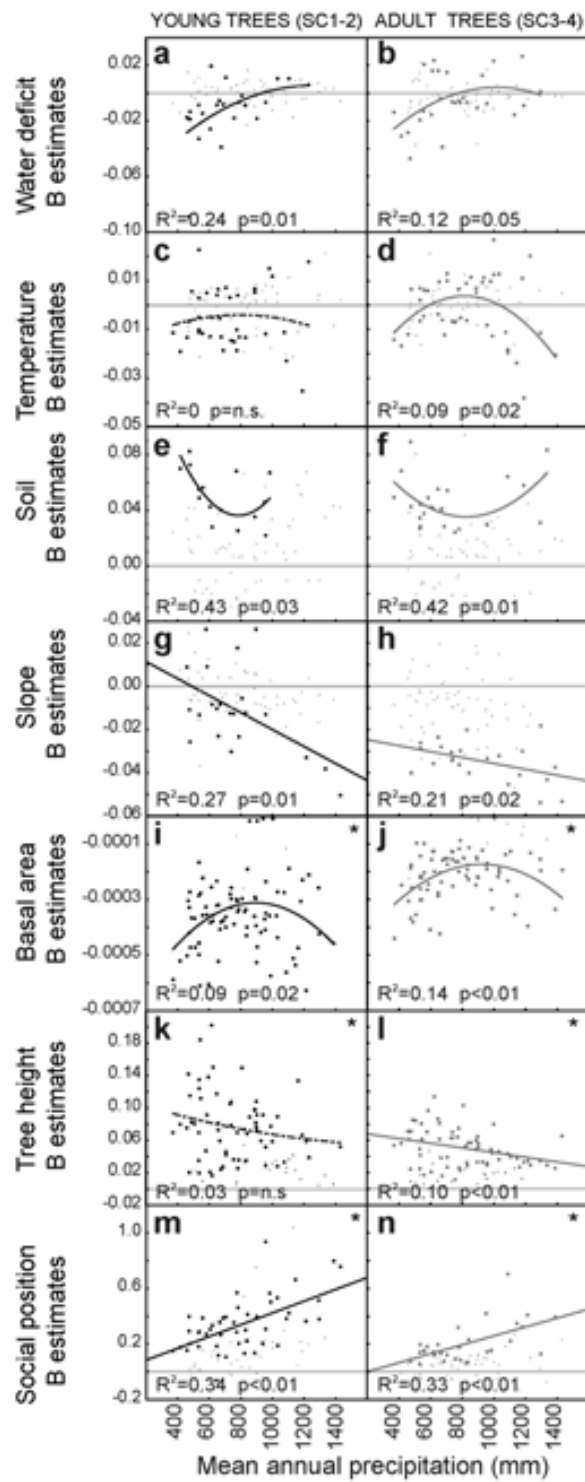 YOUNG TREES (SC1-2) ADULT TREES (SC3-4)
Water deficit
B estimates
a b
0.02
-0.02
-0.06
-0.10
R²=0.24 p=0.01 R²=0.12 p=0.05
Temperature
B estimates
c d
0.01
-0.01
-0.03
-0.05
R²=0 p=n.s. R²=0.09 p=0.02
Soil
B estimates
e f
0.08
0.04
0.00
-0.04
R²=0.43 p=0.03 R²=0.42 p=0.01
Slope
B estimates
g h
0.02
0.00
-0.02
-0.04
-0.06
R²=0.27 p=0.01 R²=0.21 p=0.02
Basal area
B estimates
i * j *
-0.0001
-0.0003
-0.0005
-0.0007
R²=0.09 p=0.02 R²=0.14 p<0.01
Tree height
B estimates
k * l *
0.18
0.14
0.10
0.06
0.02
-0.02
R²=0.03 p=n.s R²=0.10 p<0.01
Social position
B estimates
m * n *
1.0
0.6
0.2
-0.2
R²=0.34 p<0.01 R²=0.33 p<0.01
400 600 800 1000 1200 1400 400 600 800 1000 1200 1400
Mean annual precipitation (mm)